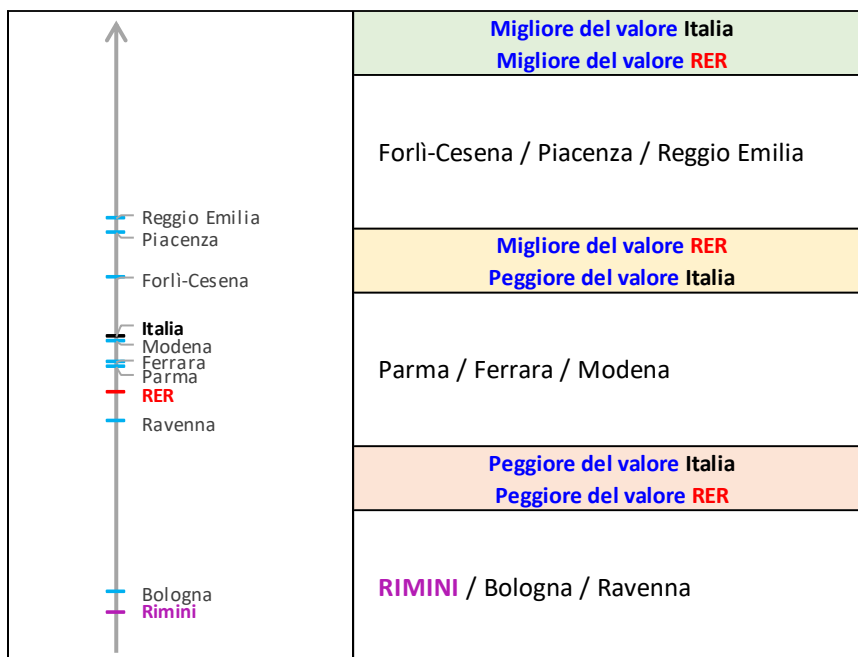 Reggio Emilia
Piacenza
Forlì-Cesena
Italia
Modena
Ferrara
Parma
RER
Ravenna
Bologna
Rimini
Migliore del valore Italia
Migliore del valore RER
Forlì-Cesena / Piacenza / Reggio Emilia
Migliore del valore RER
Peggiore del valore Italia
Parma / Ferrara / Modena
Peggiore del valore Italia
Peggiore del valore RER
RIMINI / Bologna / Ravenna